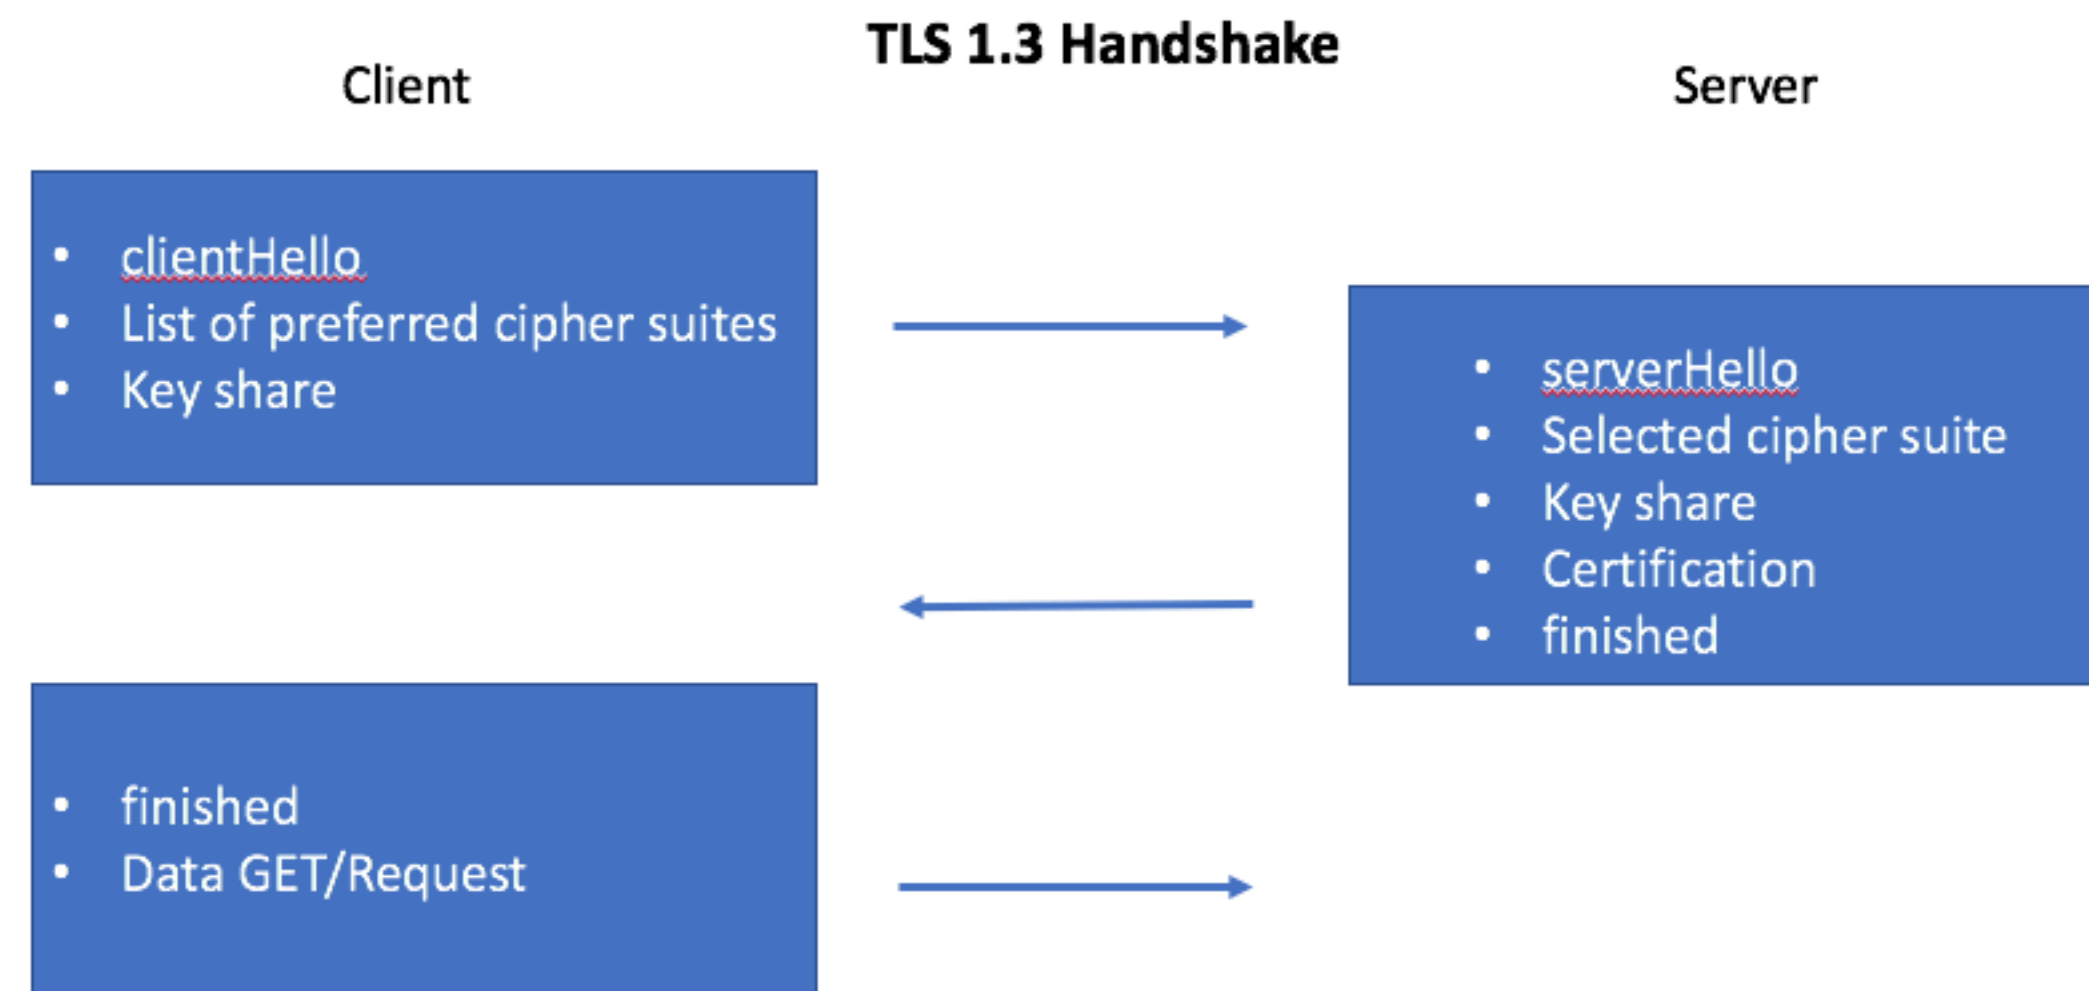 TLS 1.3 Handshake
Client
Server
• clientHello
• List of preferred cipher suites
• Key share
• serverHello
• Selected cipher suite
• Key share
• Certification
• finished
• finished
• Data GET/Request